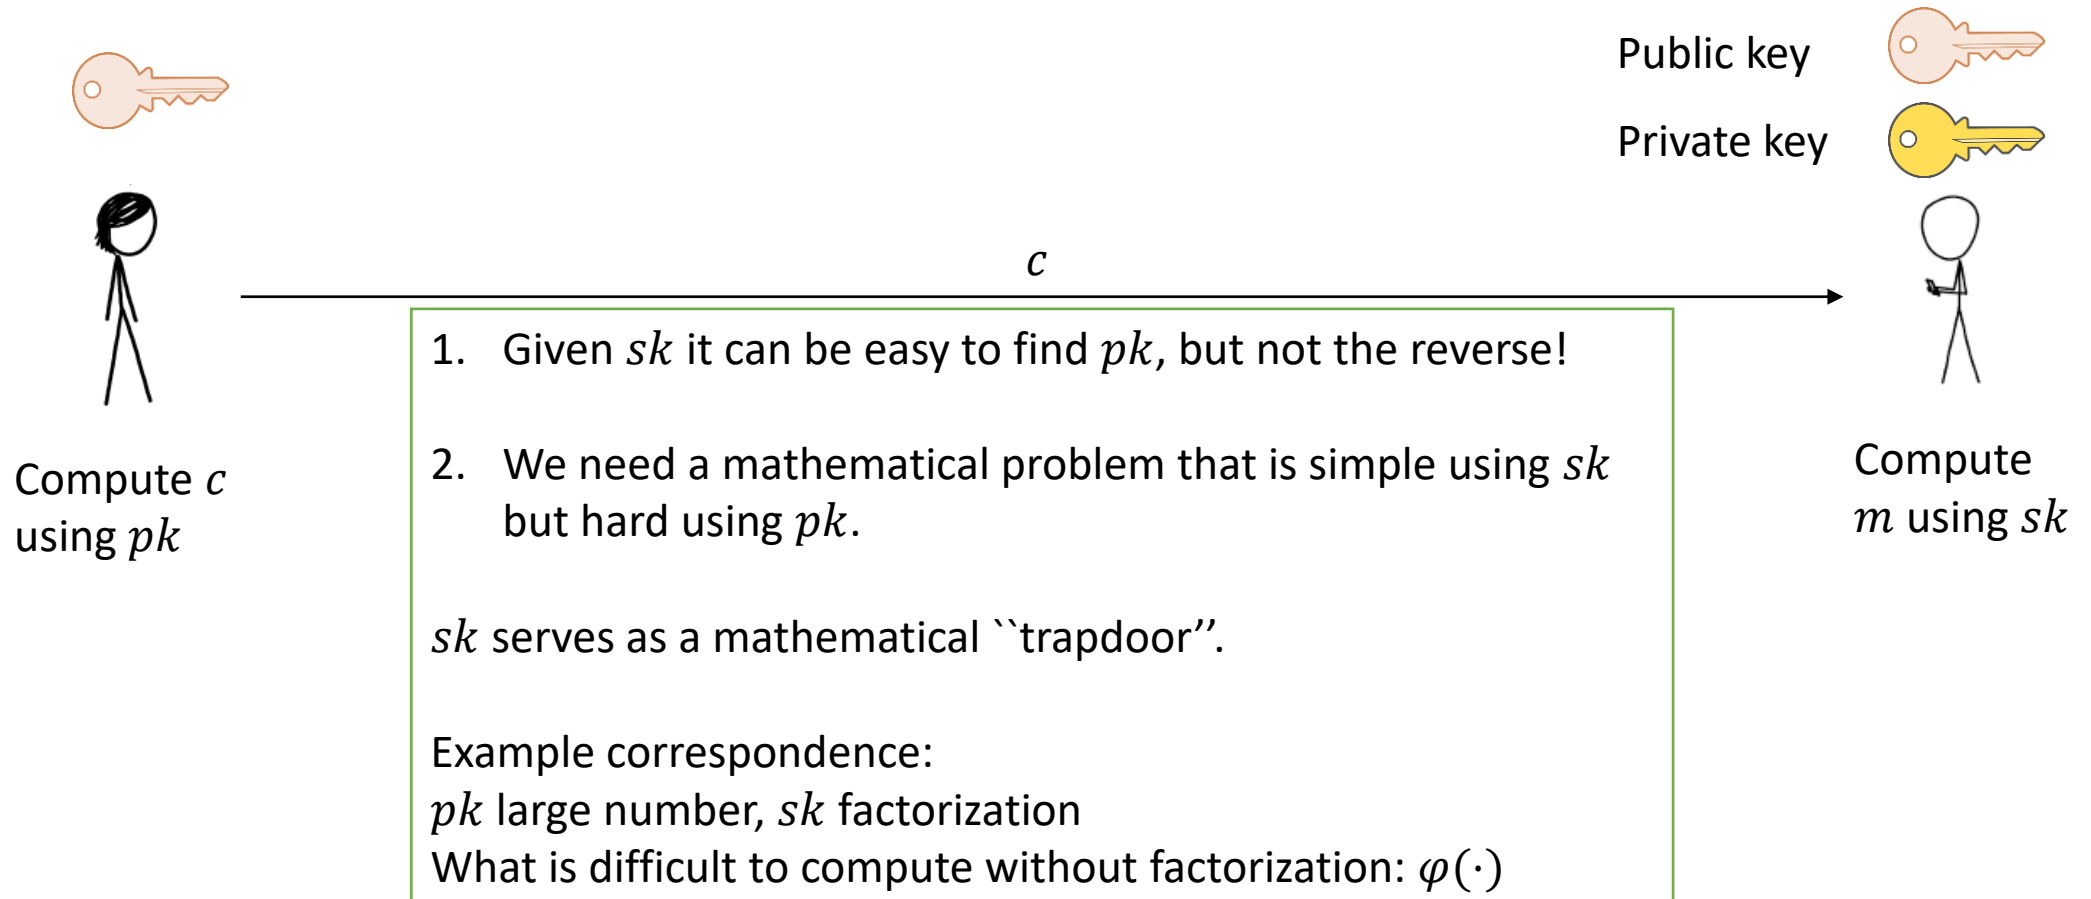 Public key
Private key
c
1. Given sk it can be easy to find pk, but not the reverse!
2. We need a mathematical problem that is simple using sk
but hard using pk.
sk serves as a mathematical ``trapdoor’’.
Example correspondence:
pk large number, sk factorization
What is difficult to compute without factorization: φ(·)
Compute c
using pk
Compute
m using sk